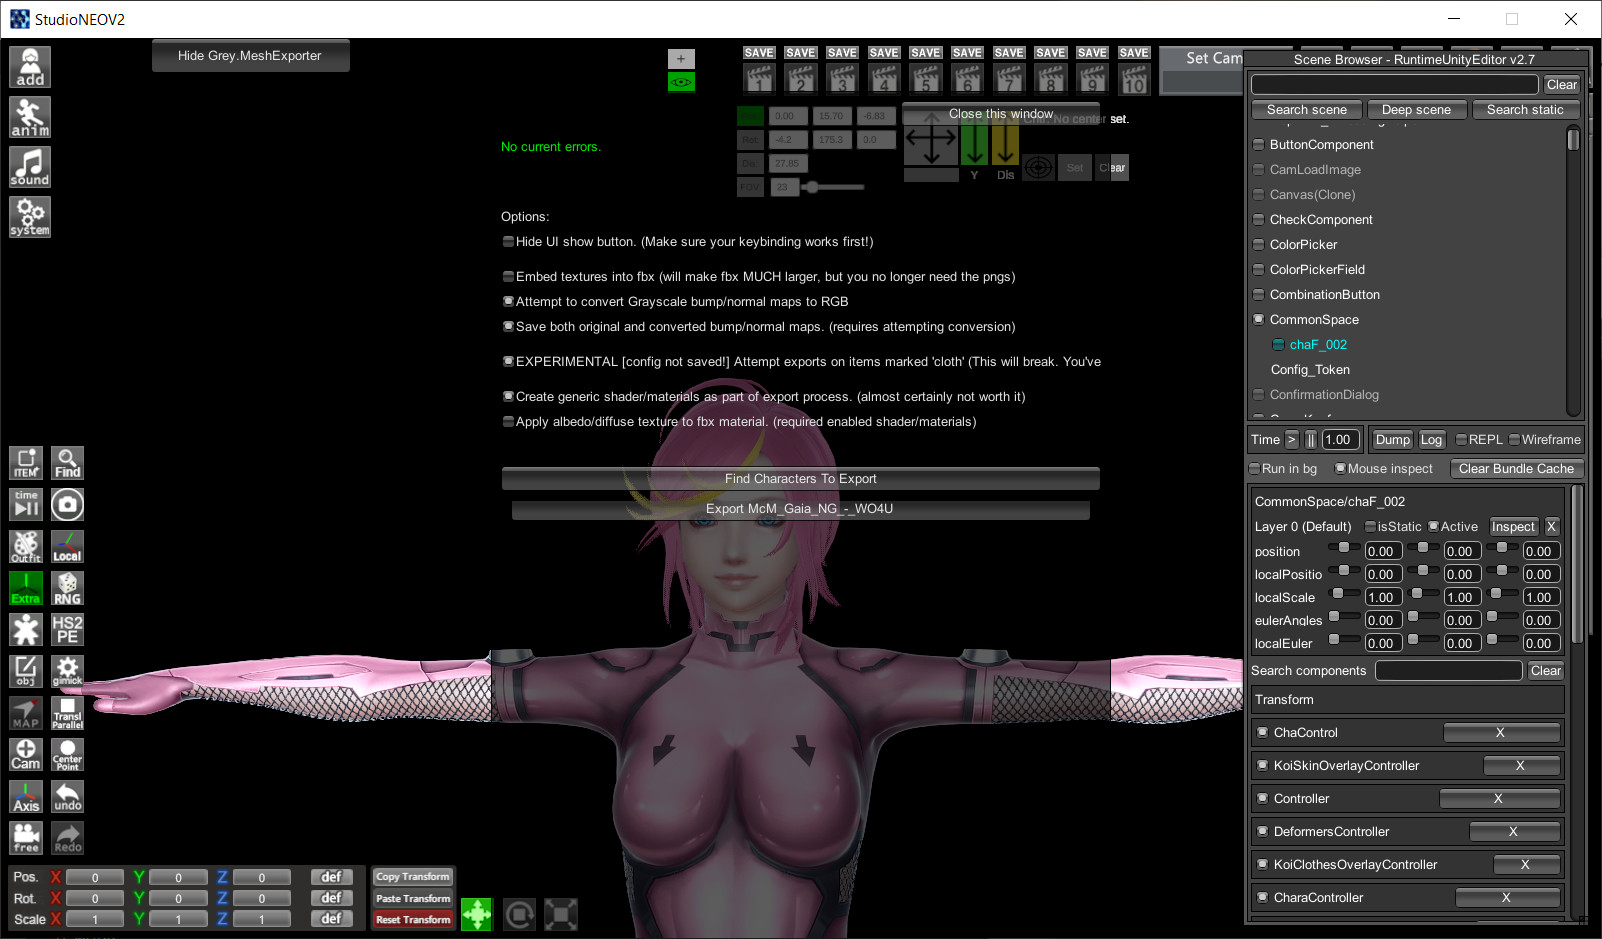 StudioNEOV2
Hide Grey.MeshExporter
add
anim
sound
system
+
SAVE SAVE SAVE SAVE SAVE SAVE SAVE SAVE SAVE SAVE
1 2 3 4 5 6 7 8 9 10
Set Cam
Close this window
0.00 15.70 -6.83
Rot. -4.2 175.3 0.0
Dis. 27.85
FOV. 23
No center set.
Y Dis Set Clear
No current errors.
Options:
Hide UI show button. (Make sure your keybinding works first!)
Embed textures into fbx (will make fbx MUCH larger, but you no longer need the pngs)
Attempt to convert Grayscale bump/normal maps to RGB
Save both original and converted bump/normal maps. (requires attempting conversion)
EXPERIMENTAL [config not saved!] Attempt exports on items marked 'cloth' (This will break. You've
Create generic shader/materials as part of export process. (almost certainly not worth it)
Apply albedo/diffuse texture to fbx material. (required enabled shader/materials)
Find Characters To Export
Export McM_Gaia_NG_-_WO4U
ITEM Find
time
Outfit Local
Extra RNG
HS2 PE
obj gimick
MAP Transl Parallel
Cam Center Point
Axis undo
free Redo
Pos. X 0 Y 0 Z 0 def Copy Transform
Rot. X 0 Y 0 Z 0 def Paste Transform
Scale X 1 Y 1 Z 1 def Reset Transform
Scene Browser - RuntimeUnityEditor v2.7
Clear
Search scene Deep scene Search static
ButtonComponent
CamLoadImage
Canvas(Clone)
CheckComponent
ColorPicker
ColorPickerField
CombinationButton
CommonSpace
chaF_002
Config_Token
ConfirmationDialog
Time > || 1.00 Dump Log REPL Wireframe
Run in bg Mouse inspect Clear Bundle Cache
CommonSpace/chaF_002
Layer 0 (Default) isStatic Active Inspect X
position 0.00 0.00 0.00
localPositio 0.00 0.00 0.00
localScale 1.00 1.00 1.00
eulerAngles 0.00 0.00 0.00
localEuler 0.00 0.00 0.00
Search components Clear
Transform
ChaControl X
KoiSkinOverlayController X
Controller X
DeformersController X
KoiClothesOverlayController X
CharaController X